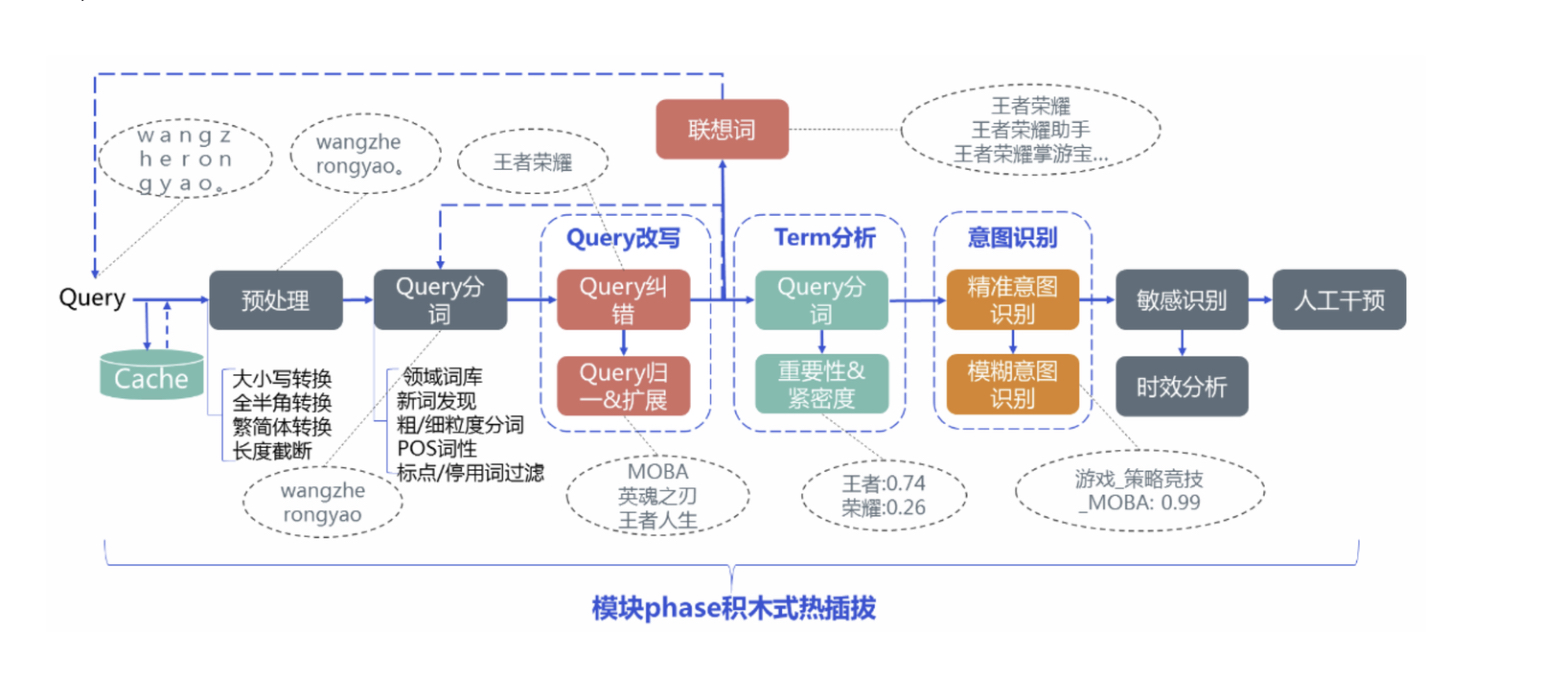 联想词
王者荣耀
王者荣耀助手
王者荣耀掌游宝...
w a n g z
h e r o n
g y a o 。
wangzhe
rongyao。
王者荣耀
Query改写
Term分析
意图识别
Query
预处理
Query分
词
Query纠
错
Query分
词
精准意图
识别
敏感识别
人工干预
Cache
大小写转换
全半角转换
繁简体转换
长度截断
领域词库
新词发现
粗/细粒度分词
POS词性
标点/停用词过滤
Query归
一&扩展
重要性&
紧密度
模糊意图
识别
时效分析
wangzhe
rongyao
MOBA
英魂之刃
王者人生
王者:0.74
荣耀:0.26
游戏_策略竞技
_MOBA: 0.99
模块phase积木式热插拔